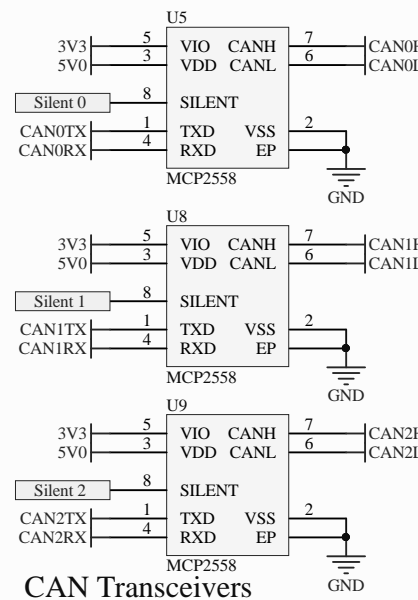 U5
3V3 5 VIO CANH 7 CAN0H
5V0 3 VDD CANL 6 CAN0L
Silent 0 8 SILENT
CAN0TX 1 TXD VSS 2
CAN0RX 4 RXD EP
MCP2558
GND
U8
3V3 5 VIO CANH 7 CAN1H
5V0 3 VDD CANL 6 CAN1L
Silent 1 8 SILENT
CAN1TX 1 TXD VSS 2
CAN1RX 4 RXD EP
MCP2558
GND
U9
3V3 5 VIO CANH 7 CAN2H
5V0 3 VDD CANL 6 CAN2L
Silent 2 8 SILENT
CAN2TX 1 TXD VSS 2
CAN2RX 4 RXD EP
MCP2558
GND
CAN Transceivers